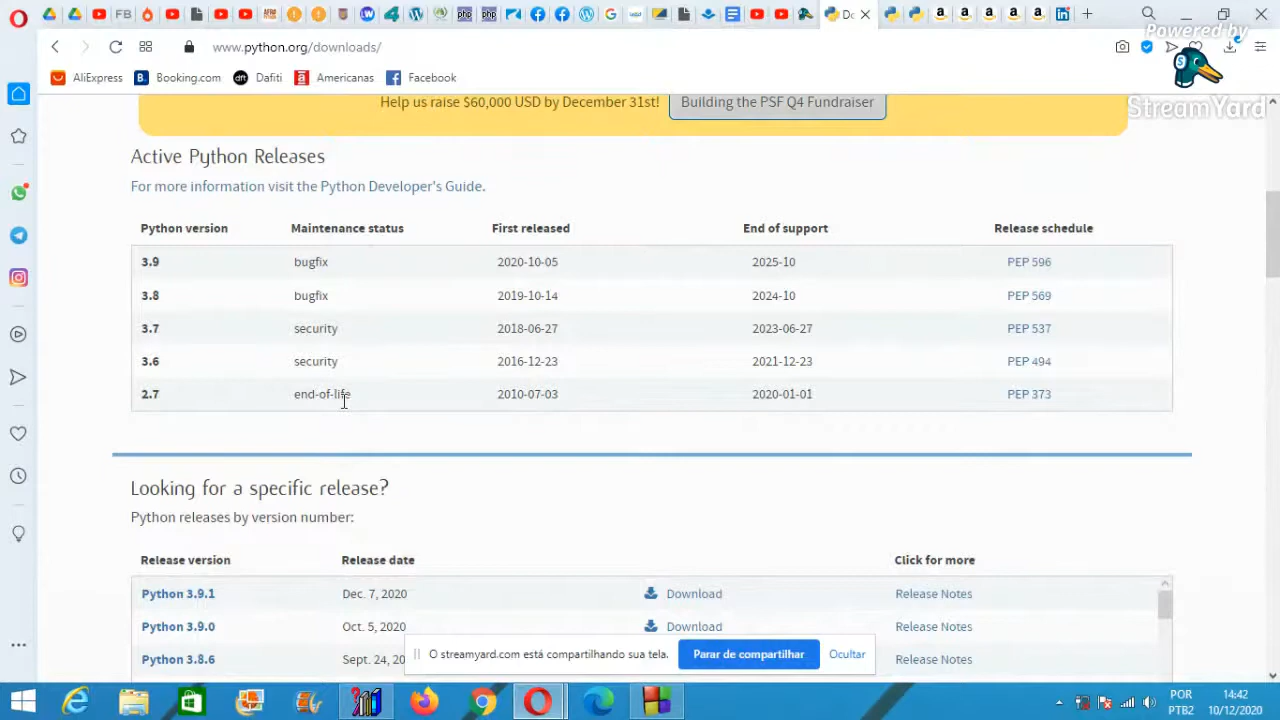 FB
www.python.org/downloads/
Powered by
StreamYard
AliExpress
Booking.com
Dafiti
Americanas
Facebook
Help us raise $60,000 USD by December 31st!
Building the PSF Q4 Fundraiser
Active Python Releases
For more information visit the Python Developer's Guide.
Python version Maintenance status First released End of support Release schedule
3.9 bugfix 2020-10-05 2025-10 PEP 596
3.8 bugfix 2019-10-14 2024-10 PEP 569
3.7 security 2018-06-27 2023-06-27 PEP 537
3.6 security 2016-12-23 2021-12-23 PEP 494
2.7 end-of-life 2010-07-03 2020-01-01 PEP 373
Looking for a specific release?
Python releases by version number:
Release version Release date Click for more
Python 3.9.1 Dec. 7, 2020 Download Release Notes
Python 3.9.0 Oct. 5, 2020 Download Release Notes
Python 3.8.6 Sept. 24, 20 Release Notes
O streamyard.com está compartilhando sua tela. Parar de compartilhar Ocultar
POR 14:42
PTB2 10/12/2020